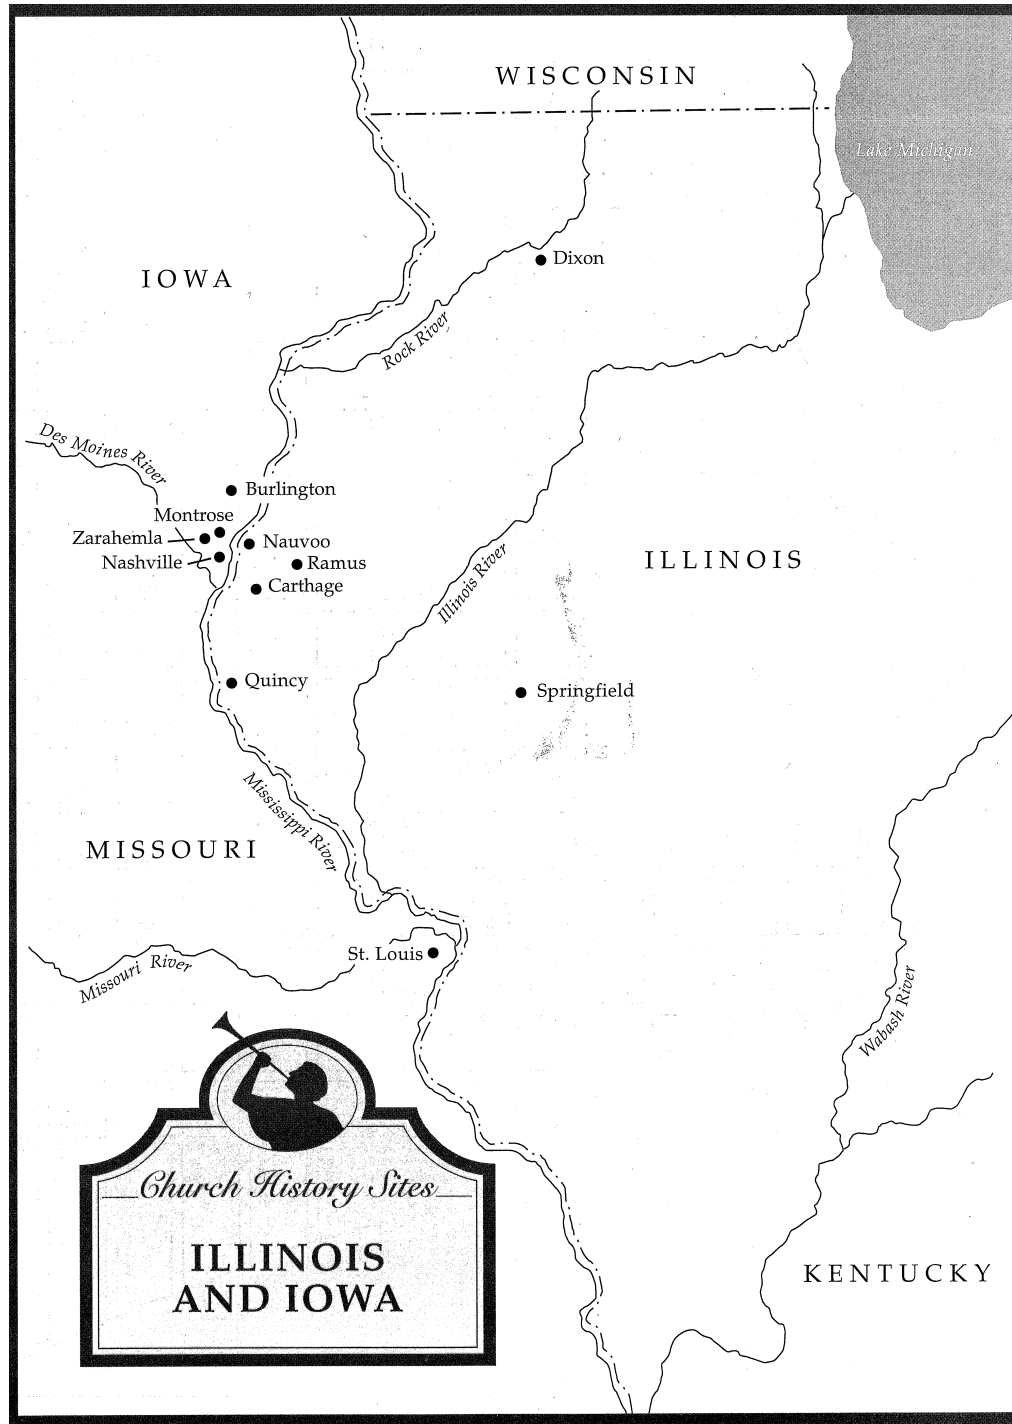 WISCONSIN
Lake Michigan
Dixon
IOWA
Rock River
Des Moines River
Burlington
Montrose
Zarahemla
Nauvoo
Nashville
Ramus
Carthage
Illinois River
ILLINOIS
Quincy
Springfield
Mississippi River
MISSOURI
St. Louis
Missouri River
Wabash River
Church History Sites
ILLINOIS
AND IOWA
KENTUCKY